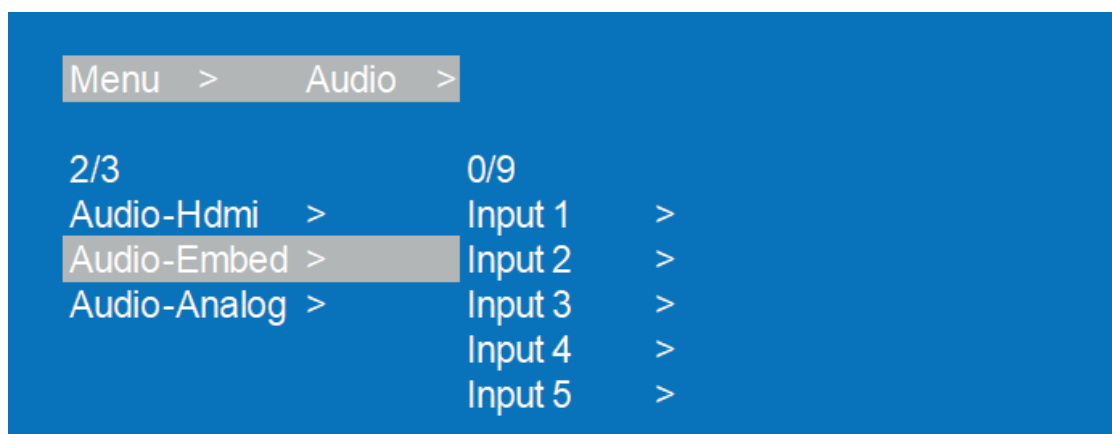 Menu > Audio >
2/3 0/9
Audio-Hdmi > Input 1 >
Audio-Embed > Input 2 >
Audio-Analog > Input 3 >
Input 4 >
Input 5 >